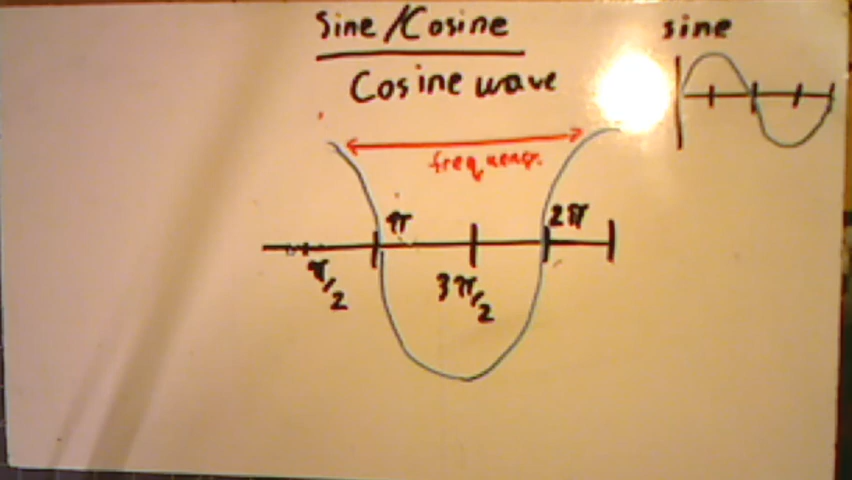 Sine/Cosine
sine
Cosine wave
frequency.
π
2π
π/2
3π/2